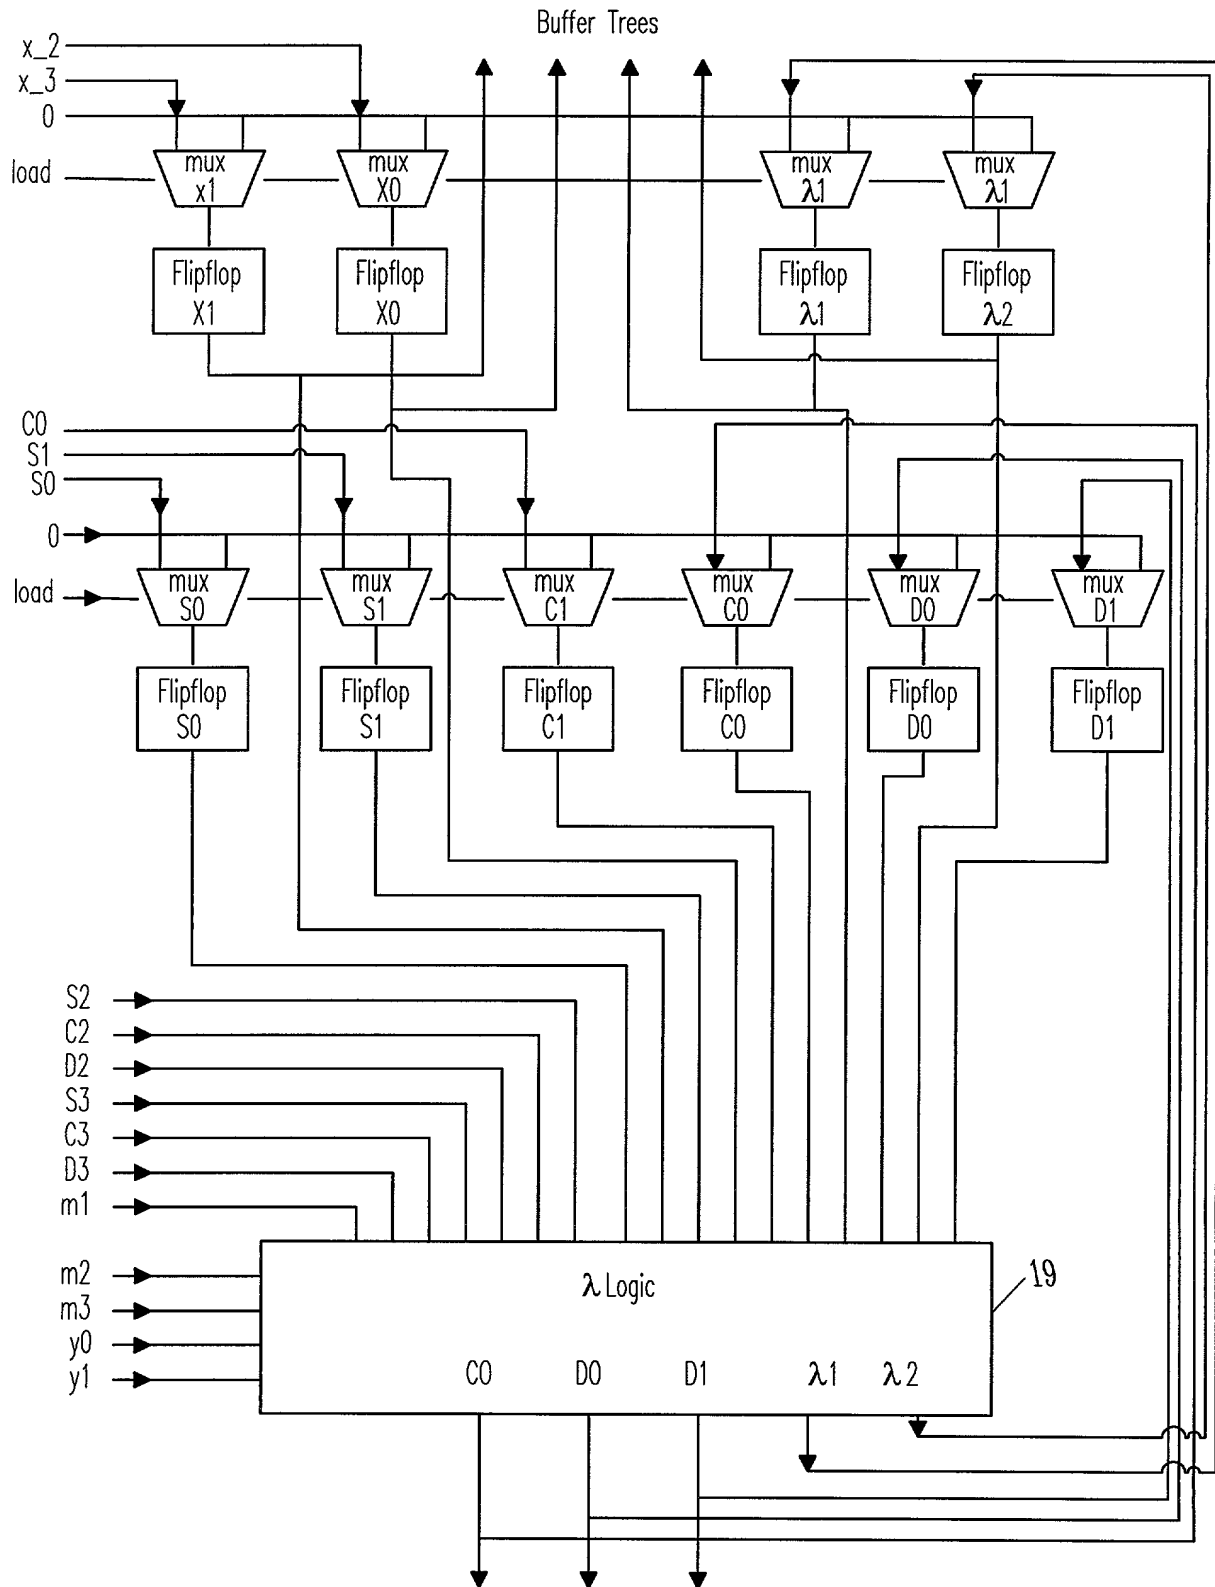 Buffer Trees
x_2
x_3
0
load
mux
x1
mux
X0
mux
λ1
mux
λ1
Flipflop
X1
Flipflop
X0
Flipflop
λ1
Flipflop
λ2
C0
S1
S0
0
load
mux
S0
mux
S1
mux
C1
mux
C0
mux
D0
mux
D1
Flipflop
S0
Flipflop
S1
Flipflop
C1
Flipflop
C0
Flipflop
D0
Flipflop
D1
S2
C2
D2
S3
C3
D3
m1
m2
m3
y0
y1
λ Logic
19
C0 D0 D1 λ1 λ2